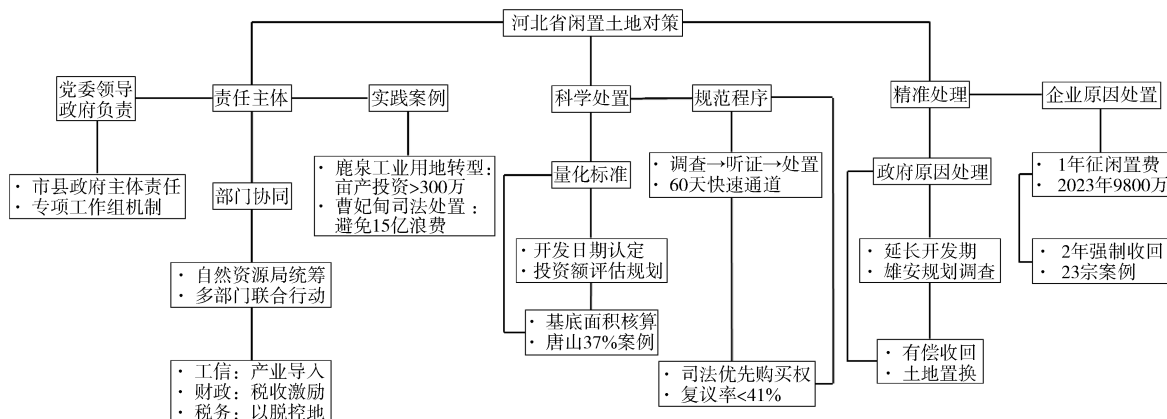 河北省闲置土地对策
党委领导
政府负责
责任主体
实践案例
科学处置
规范程序
精准处理
企业原因处置
· 市县政府主体责任
· 专项工作组机制
部门协同
· 鹿泉工业用地转型：
亩产投资>300万
· 曹妃甸司法处置：
避免15亿浪费
量化标准
· 调查→听证→处置
· 60天快速通道
政府原因处理
· 1年征闲置费
· 2023年9800万
· 自然资源局统筹
· 多部门联合行动
· 开发日期认定
· 投资额评估规划
· 延长开发期
· 雄安规划调查
· 2年强制收回
· 23宗案例
· 基底面积核算
· 唐山37%案例
· 工信：产业导入
· 财政：税收激励
· 税务：以脱控地
· 司法优先购买权
· 复议率<41%
· 有偿收回
· 土地置换